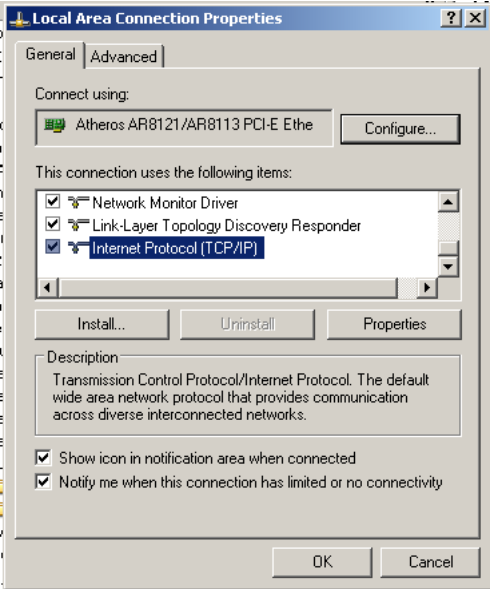 Local Area Connection Properties
General
Advanced
Connect using:
Atheros AR8121/AR8113 PCI-E Ethe
Configure...
This connection uses the following items:
Network Monitor Driver
Link-Layer Topology Discovery Responder
Internet Protocol (TCP/IP)
Install...
Uninstall
Properties
Description
Transmission Control Protocol/Internet Protocol. The default
wide area network protocol that provides communication
across diverse interconnected networks.
Show icon in notification area when connected
Notify me when this connection has limited or no connectivity
OK
Cancel